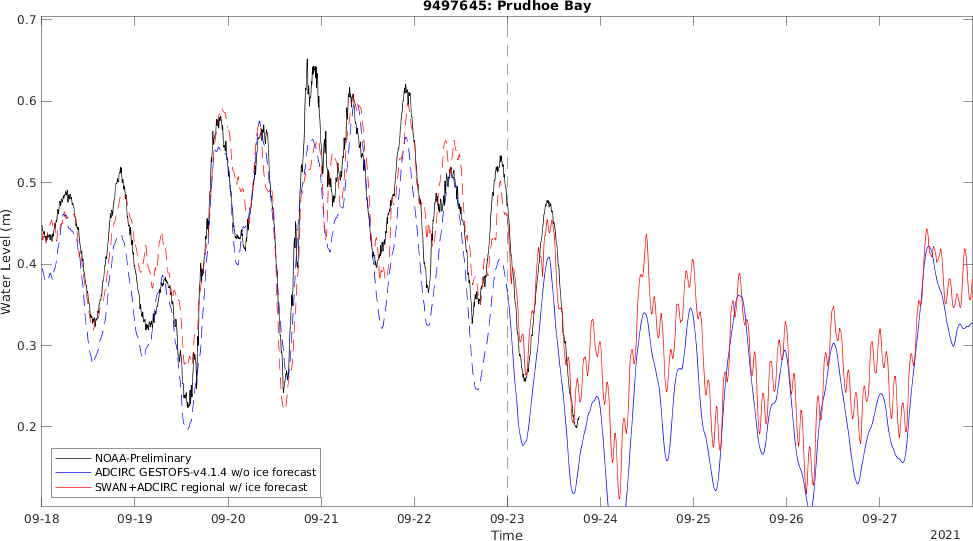 9497645: Prudhoe Bay
0.7
0.6
0.5
0.4
0.3
0.2
Water Level (m)
NOAA-Preliminary
ADCIRC GESTOFS-v4.1.4 w/o ice forecast
SWAN+ADCIRC regional w/ ice forecast
09-18 09-19 09-20 09-21 09-22 09-23 09-24 09-25 09-26 09-27
Time
2021